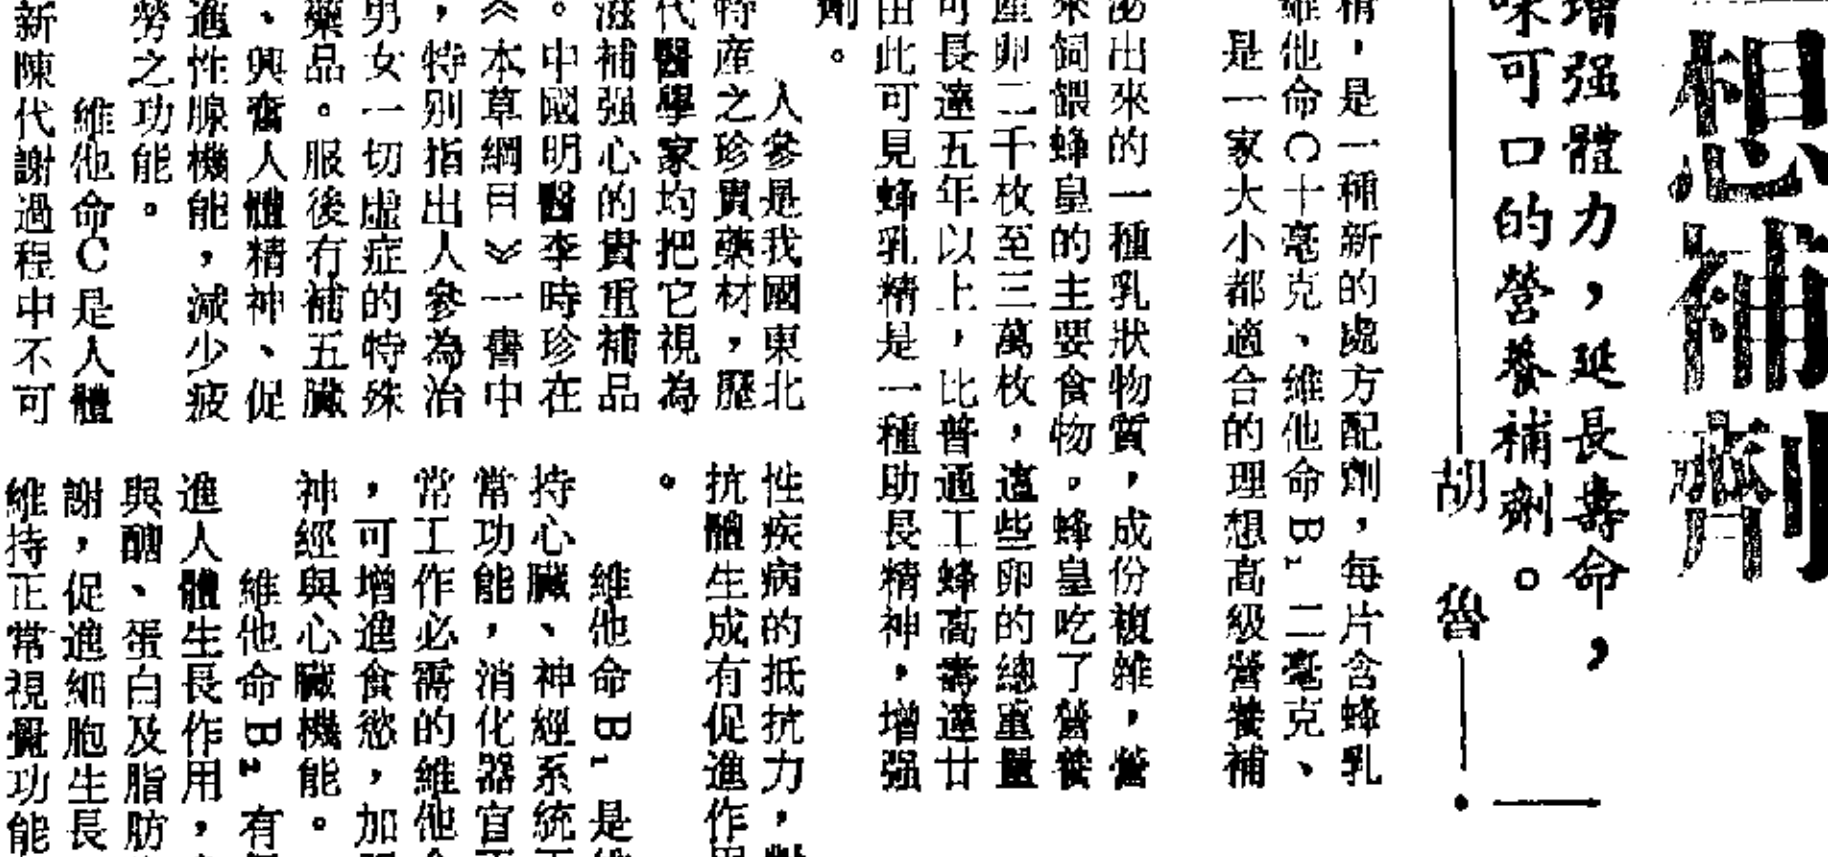 想補劑
增强體力，延長壽命，
味可口的營養補劑。
胡魯
精，是一種新的處方配劑，每片含蜂乳
維他命C十毫克、維他命B₁二毫克、
是一家大小都適合的理想高級營養補
泌出來的一種乳狀物質，成份複雜，營
來飼餵蜂皇的主要食物。蜂皇吃了營養
產卵二千枚至三萬枚，這些卵的總重量
可長達五年以上，比普通工蜂高壽達廿
由此可見蜂乳精是一種助長精神，增强
劑。
人參是我國東北
特產之珍貴藥材，歷
代醫學家均把它視為
滋補强心的貴重補品
。中國明醫李時珍在
《本草綱目》一書中
，特别指出人參為治
男女一切虛症的特殊
藥品。服後有補五臟
、興奮人體精神、促
進性腺機能，減少疲
勞之功能。
維他命C是人體
新陳代謝過程中不可
性疾病的抵抗力，對
抗體生成有促進作用
。
維他命B₁是維
持心臟、神經系統正
常功能，消化器官正
常工作必需的維他命
，可增進食慾，加
神經與心臟機能。
維他命B₂有
進人體生長作用，
與醣、蛋白及脂肪
謝，促進細胞生長
維持正常視覺功能